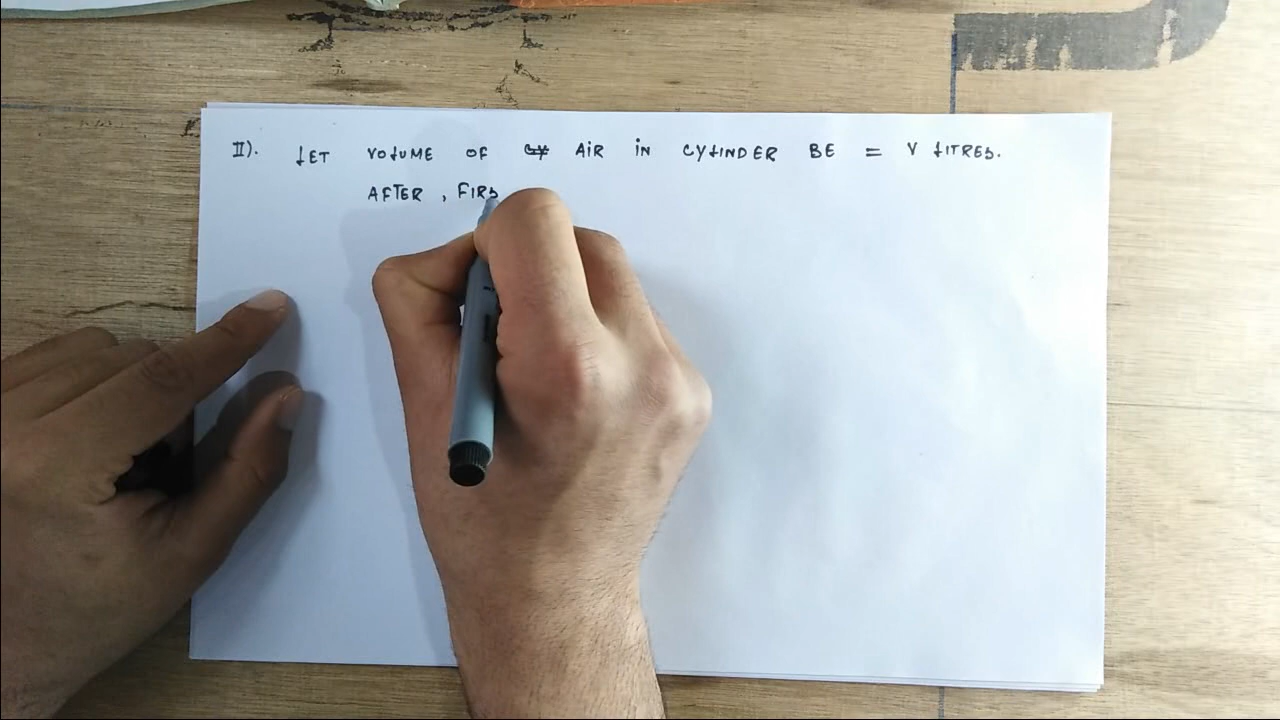 II). LET VOLUME OF AIR IN CYLINDER BE = V LITRES.
AFTER, FIRS